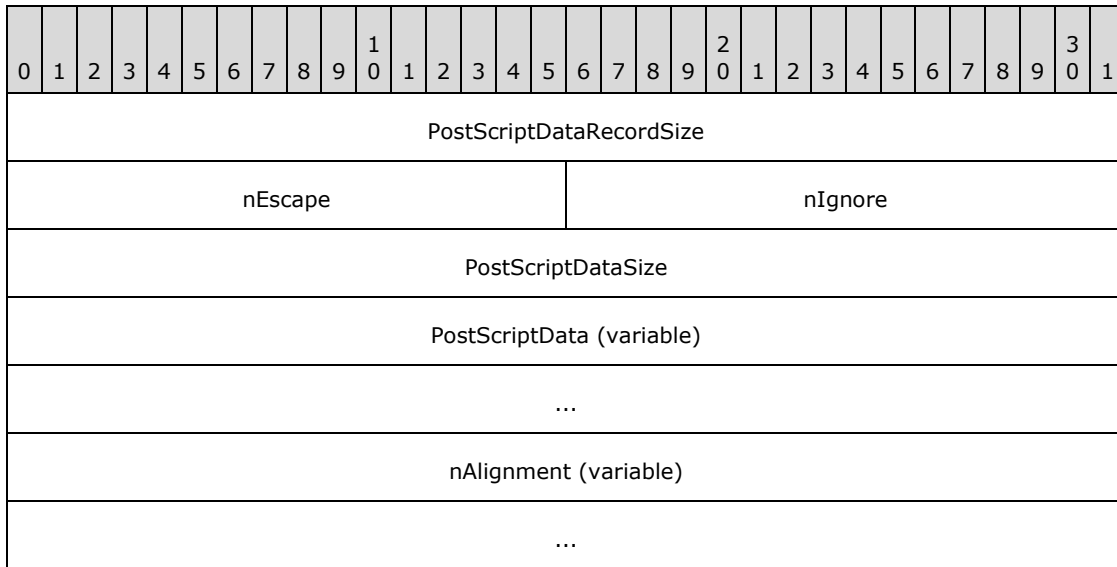 1 2 3
0 1 2 3 4 5 6 7 8 9 0 1 2 3 4 5 6 7 8 9 0 1 2 3 4 5 6 7 8 9 0 1
PostScriptDataRecordSize
nEscape nIgnore
PostScriptDataSize
PostScriptData (variable)
...
nAlignment (variable)
...